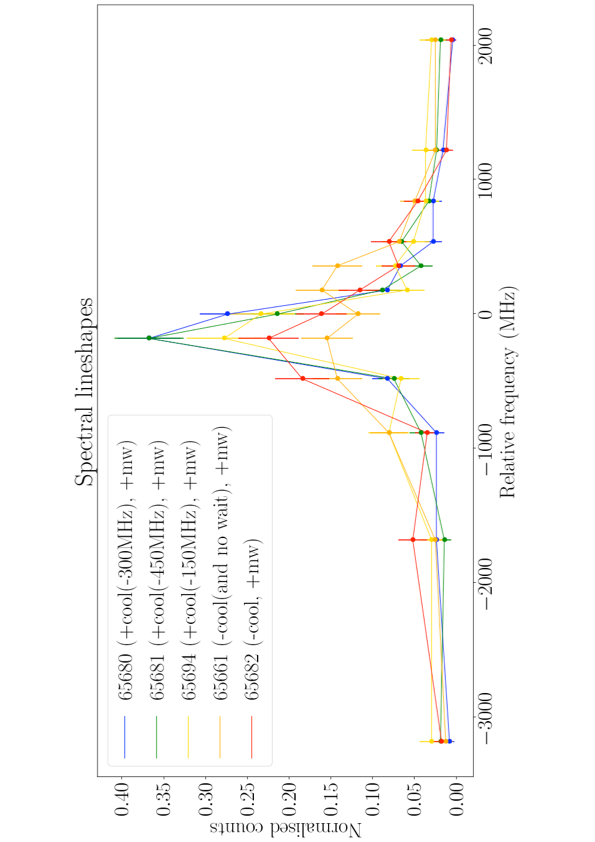 Spectral lineshapes
65680 (+cool(-300MHz), +mw)
65681 (+cool(-450MHz), +mw)
65694 (+cool(-150MHz), +mw)
65661 (-cool(and no wait), +mw)
65682 (-cool, +mw)
Normalised counts
0.40
0.35
0.30
0.25
0.20
0.15
0.10
0.05
0.00
−3000
−2000
−1000
0
1000
2000
Relative frequency (MHz)